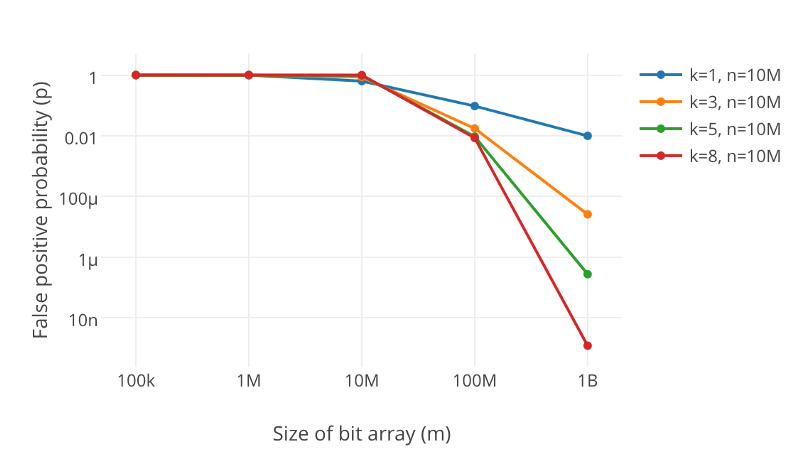 False positive probability (p)
1
0.01
100μ
1μ
10n
100k
1M
10M
100M
1B
Size of bit array (m)
k=1, n=10M
k=3, n=10M
k=5, n=10M
k=8, n=10M